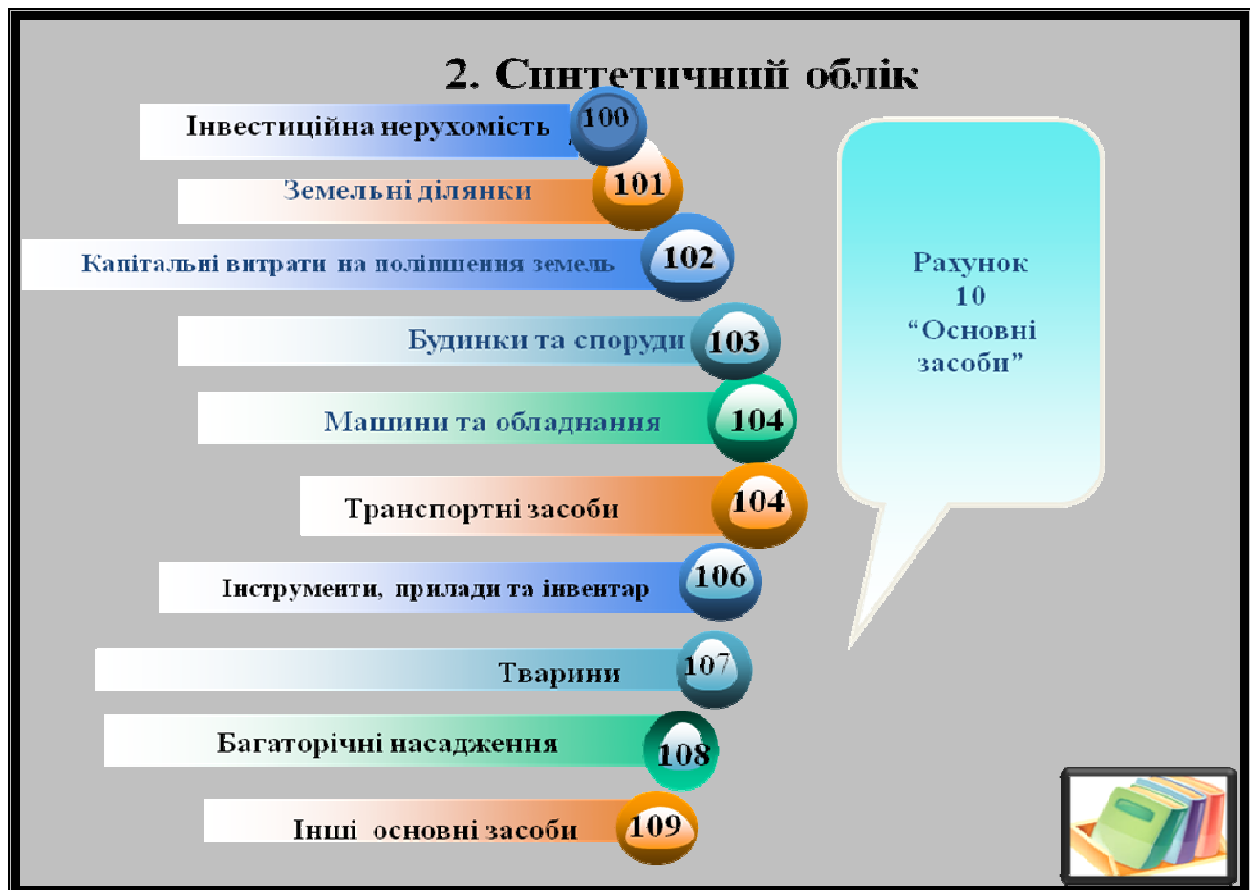 2. Синтетичний облік
Інвестиційна нерухомість 100
Земельні ділянки 101
Капітальні витрати на поліпшення земель 102
Будинки та споруди 103
Машини та обладнання 104
Транспортні засоби 104
Інструменти, прилади та інвентар 106
Тварини 107
Багаторічні насадження 108
Інші основні засоби 109
Рахунок
10
“Основні
засоби”